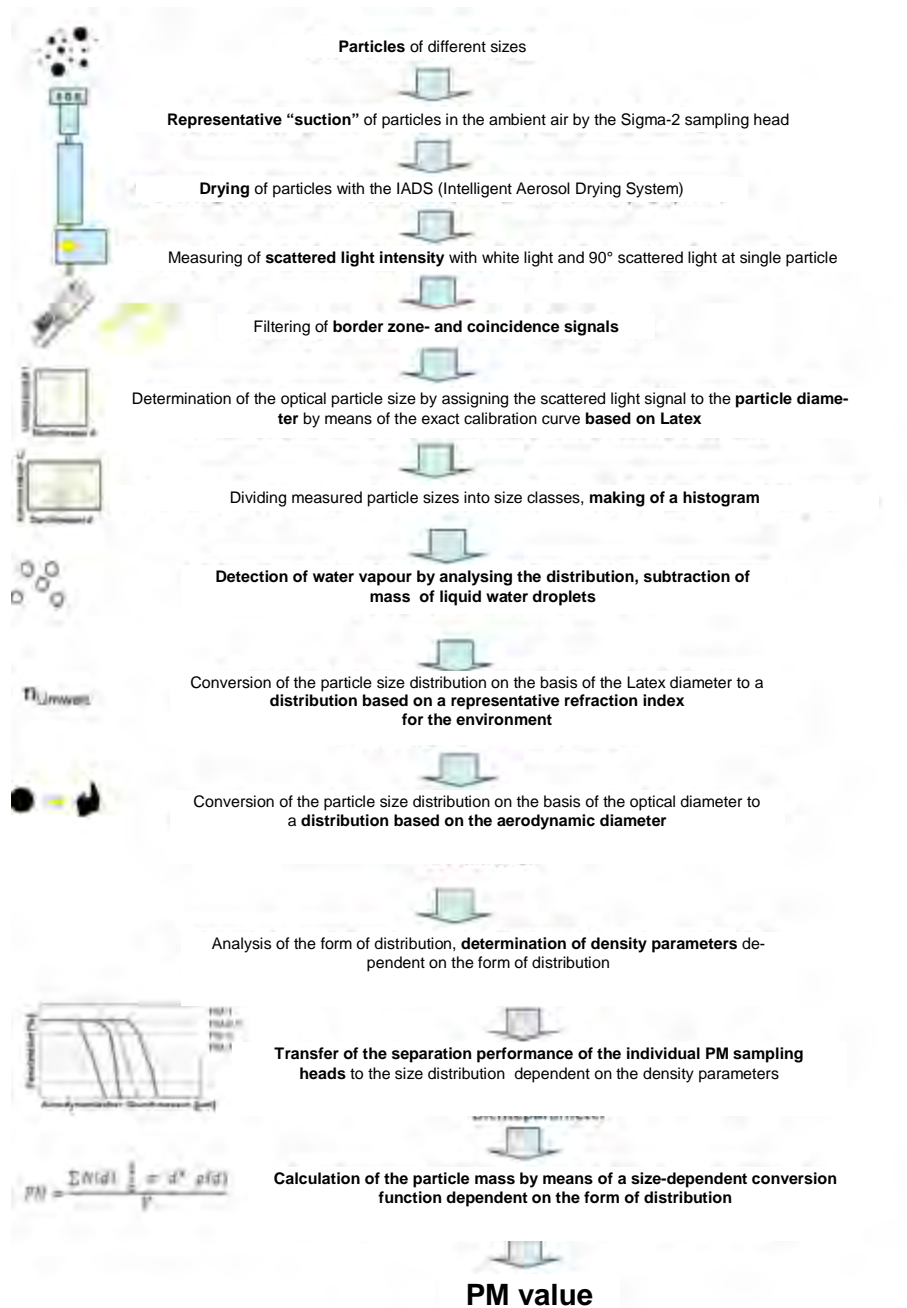 Particles of different sizes
Representative “suction” of particles in the ambient air by the Sigma-2 sampling head
Drying of particles with the IADS (Intelligent Aerosol Drying System)
Measuring of scattered light intensity with white light and 90° scattered light at single particle
Filtering of border zone- and coincidence signals
Determination of the optical particle size by assigning the scattered light signal to the particle diame-
ter by means of the exact calibration curve based on Latex
Dividing measured particle sizes into size classes, making of a histogram
Detection of water vapour by analysing the distribution, subtraction of
mass of liquid water droplets
nUmwelt
Conversion of the particle size distribution on the basis of the Latex diameter to a
distribution based on a representative refraction index
for the environment
Conversion of the particle size distribution on the basis of the optical diameter to
a distribution based on the aerodynamic diameter
Analysis of the form of distribution, determination of density parameters de-
pendent on the form of distribution
Transfer of the separation performance of the individual PM sampling
heads to the size distribution dependent on the density parameters
Calculation of the particle mass by means of a size-dependent conversion
function dependent on the form of distribution
PM value